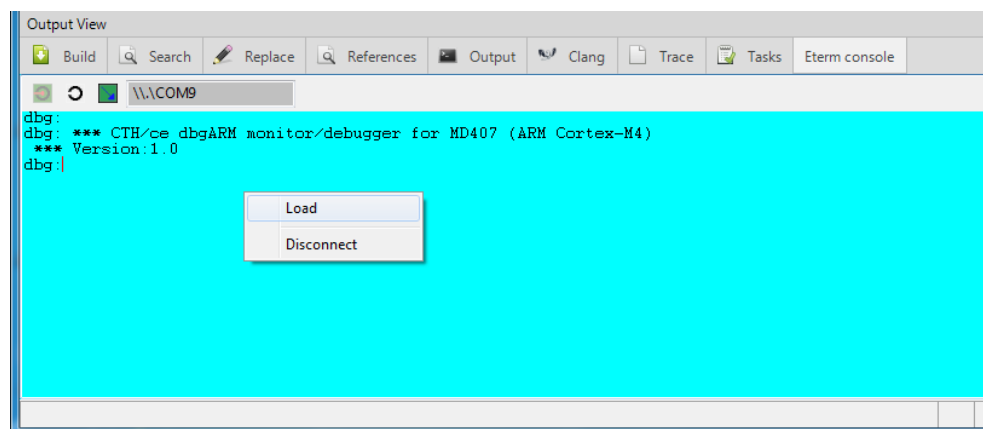 Output View
Build Search Replace References Output Clang Trace Tasks Eterm console
\\.\COM9
dbg:
dbg: *** CTH/ce dbgARM monitor/debugger for MD407 (ARM Cortex-M4)
*** Version:1.0
dbg:
Load
Disconnect